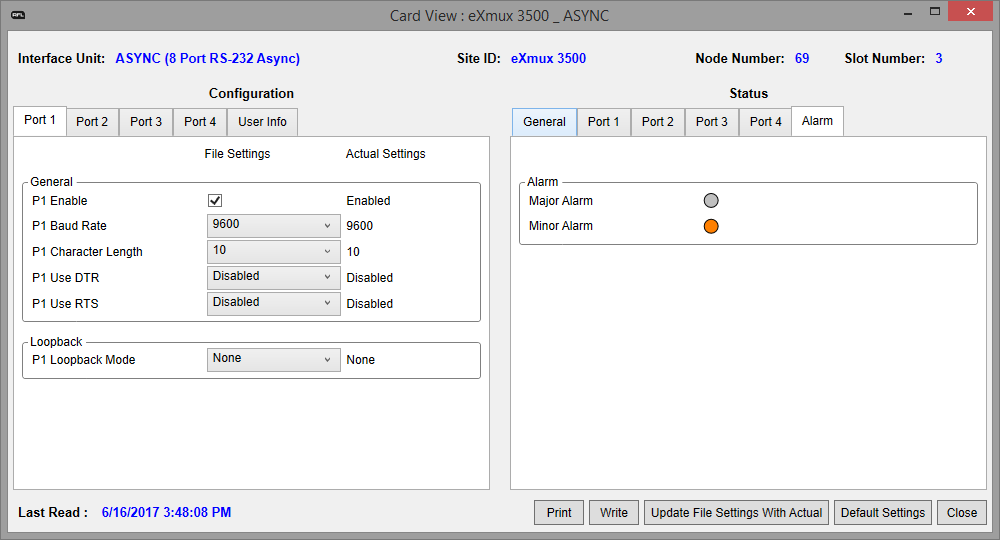 AFL
Card View : eXmux 3500 _ ASYNC
Interface Unit: ASYNC (8 Port RS-232 Async) Site ID: eXmux 3500 Node Number: 69 Slot Number: 3
Configuration Status
Port 1 Port 2 Port 3 Port 4 User Info General Port 1 Port 2 Port 3 Port 4 Alarm
File Settings Actual Settings
General
P1 Enable Enabled
P1 Baud Rate 9600 9600
P1 Character Length 10 10
P1 Use DTR Disabled Disabled
P1 Use RTS Disabled Disabled
Loopback
P1 Loopback Mode None None
Alarm
Major Alarm
Minor Alarm
Last Read : 6/16/2017 3:48:08 PM
Print Write Update File Settings With Actual Default Settings Close